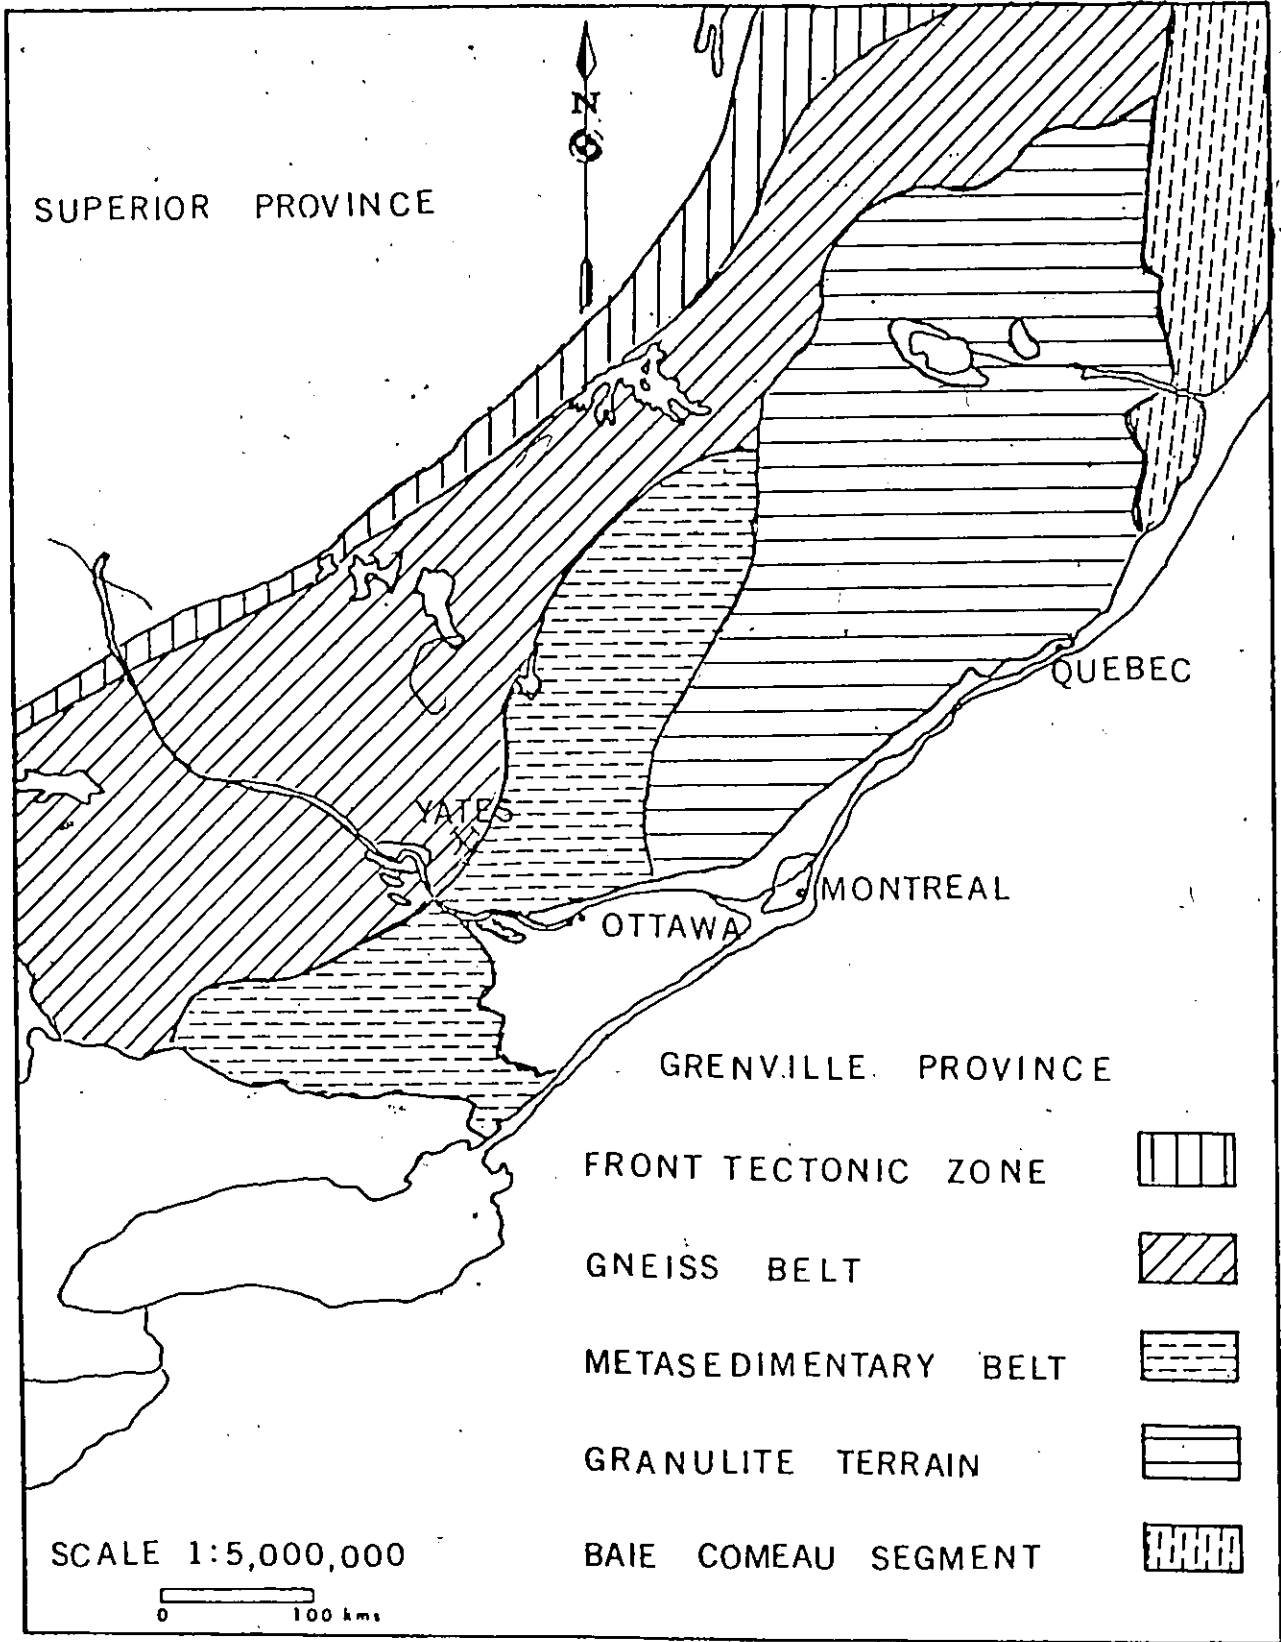 N
SUPERIOR PROVINCE
QUEBEC
YATES
MONTREAL
OTTAWA
GRENVILLE PROVINCE
FRONT TECTONIC ZONE
GNEISS BELT
METASEDIMENTARY BELT
GRANULITE TERRAIN
SCALE 1:5,000,000
BAIE COMEAU SEGMENT
0 100 kms